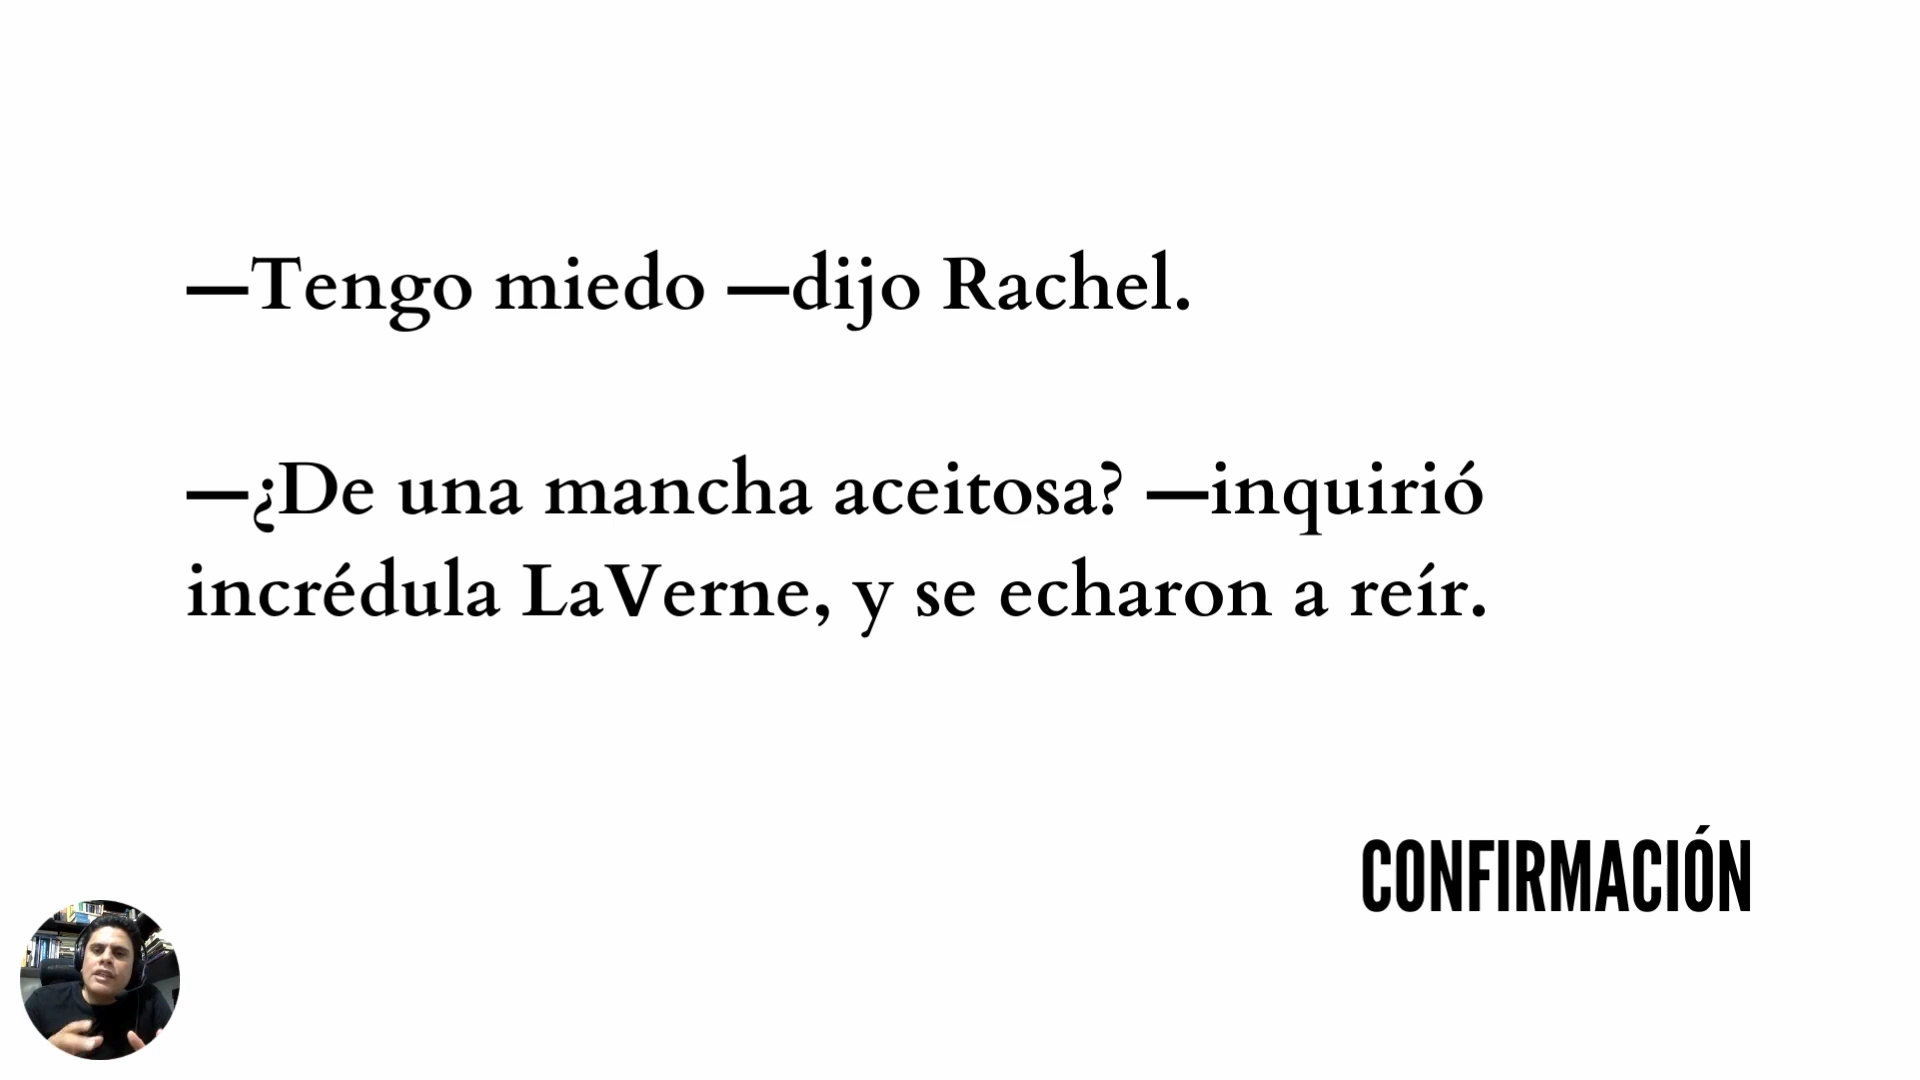 —Tengo miedo —dijo Rachel.
—¿De una mancha aceitosa? —inquirió
incrédula LaVerne, y se echaron a reír.
CONFIRMACIÓN